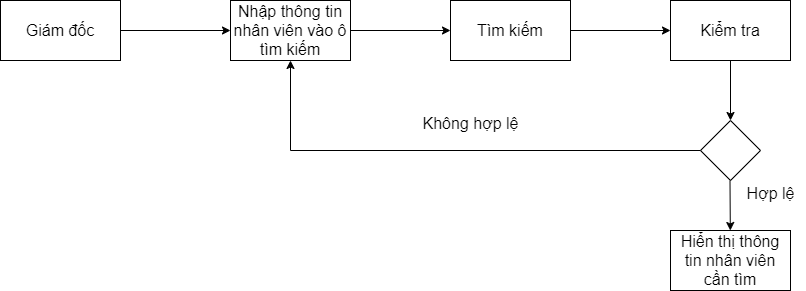 Giám đốc
Nhập thông tin
nhân viên vào ô
tìm kiếm
Tìm kiếm
Kiểm tra
Không hợp lệ
Hợp lệ
Hiển thị thông
tin nhân viên
cần tìm